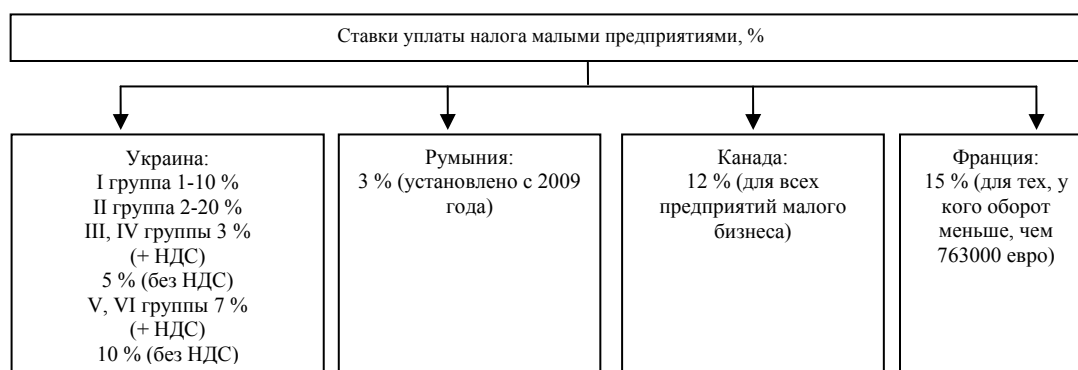 Ставки уплаты налога малыми предприятиями, %
Украина:
I группа 1-10 %
II группа 2-20 %
III, IV группы 3 %
(+ НДС)
5 % (без НДС)
V, VI группы 7 %
(+ НДС)
10 % (без НДС)
Румыния:
3 % (установлено с 2009
года)
Канада:
12 % (для всех
предприятий малого
бизнеса)
Франция:
15 % (для тех, у
кого оборот
меньше, чем
763000 евро)